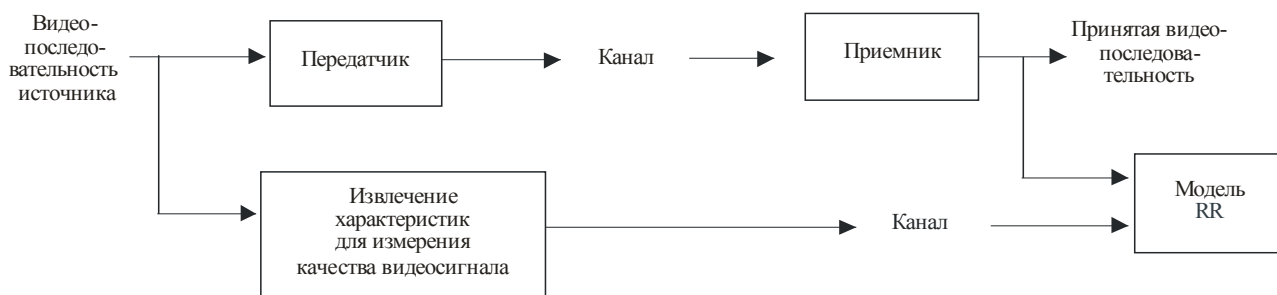 Видео-
последо-
вательность
источника
Передатчик
Канал
Приемник
Принятая видео-
последова-
тельность
Извлечение
характеристик
для измерения
качества видеосигнала
Канал
Модель
RR